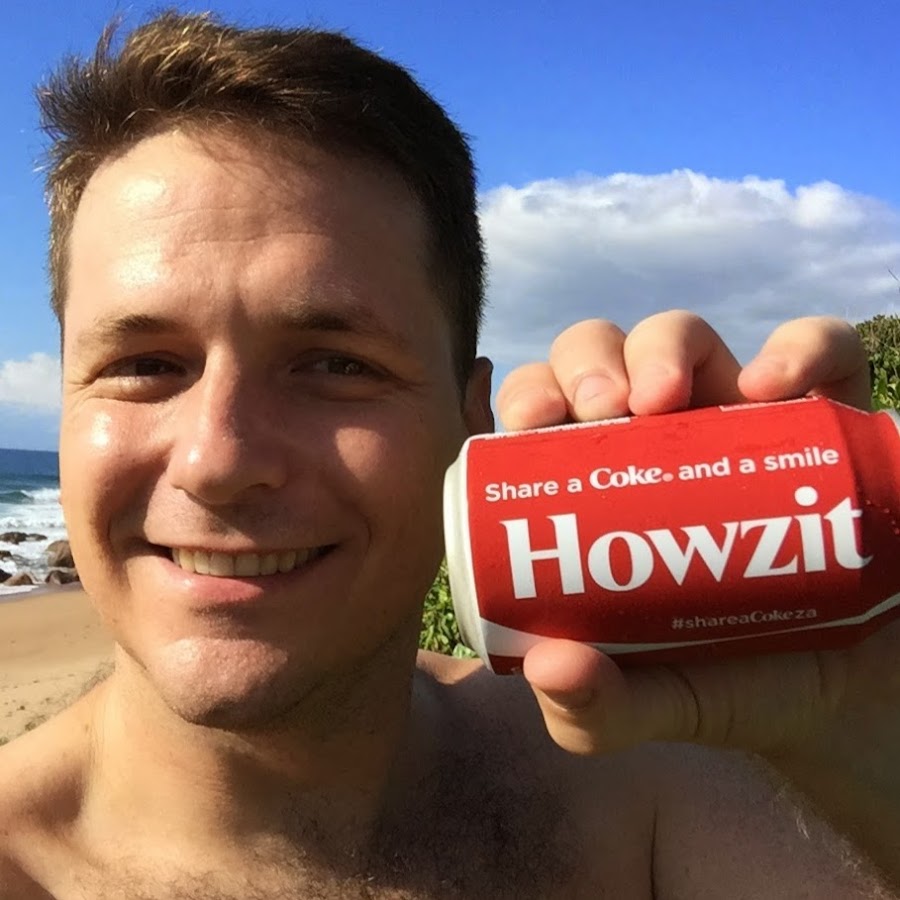 Share a Coke and a smile
Howzit
#shareaCokeza